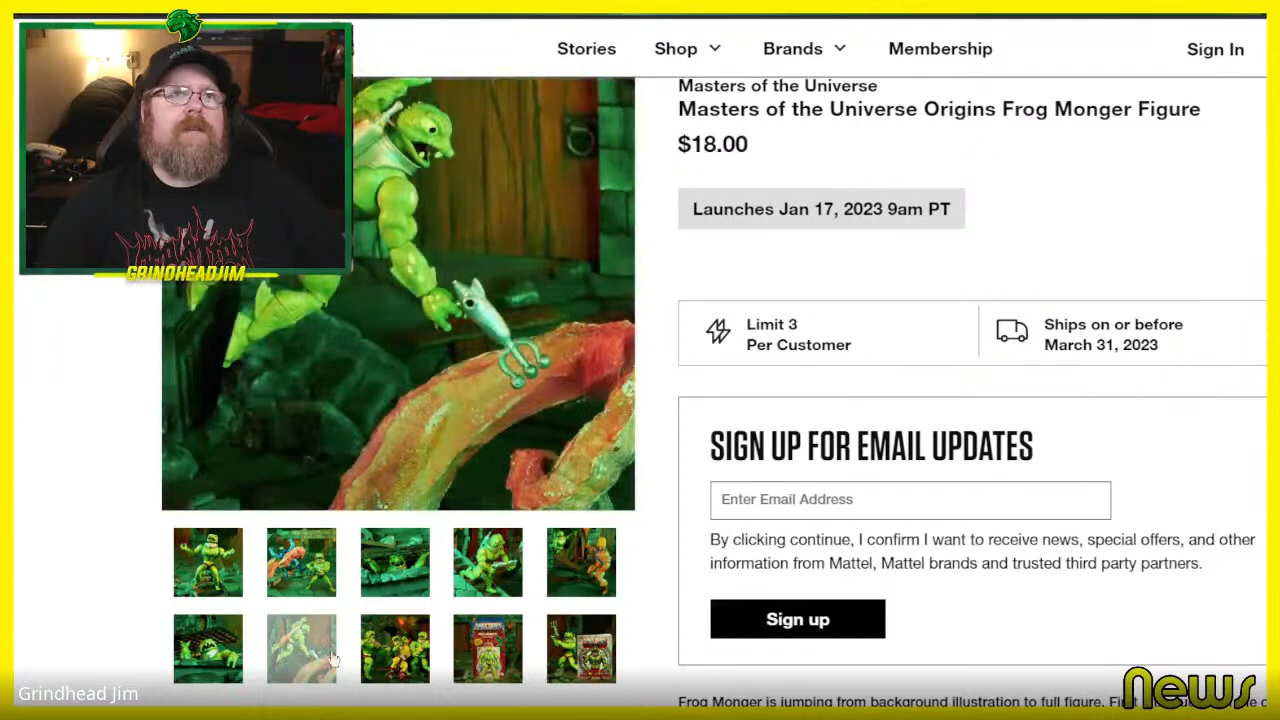 Stories
Shop
Brands
Membership
Sign In
Masters of the Universe
Masters of the Universe Origins Frog Monger Figure
$18.00
Launches Jan 17, 2023 9am PT
GRINDHEADJIM
Limit 3
Per Customer
Ships on or before
March 31, 2023
SIGN UP FOR EMAIL UPDATES
Enter Email Address
By clicking continue, I confirm I want to receive news, special offers, and other
information from Mattel, Mattel brands and trusted third party partners.
Sign up
Grindhead Jim
News
Frog Monger is jumping from background illustration to full figure.